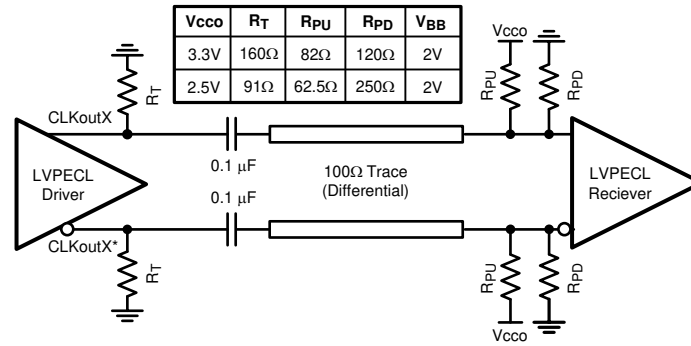 Vcco RT RPU RPD VBB
3.3V 160Ω 82Ω 120Ω 2V
2.5V 91Ω 62.5Ω 250Ω 2V
Vcco
RT
RPU
RPD
CLKoutX
LVPECL
Driver
0.1 μF
100Ω Trace
(Differential)
LVPECL
Reciever
0.1 μF
CLKoutX*
RT
RPU
RPD
Vcco